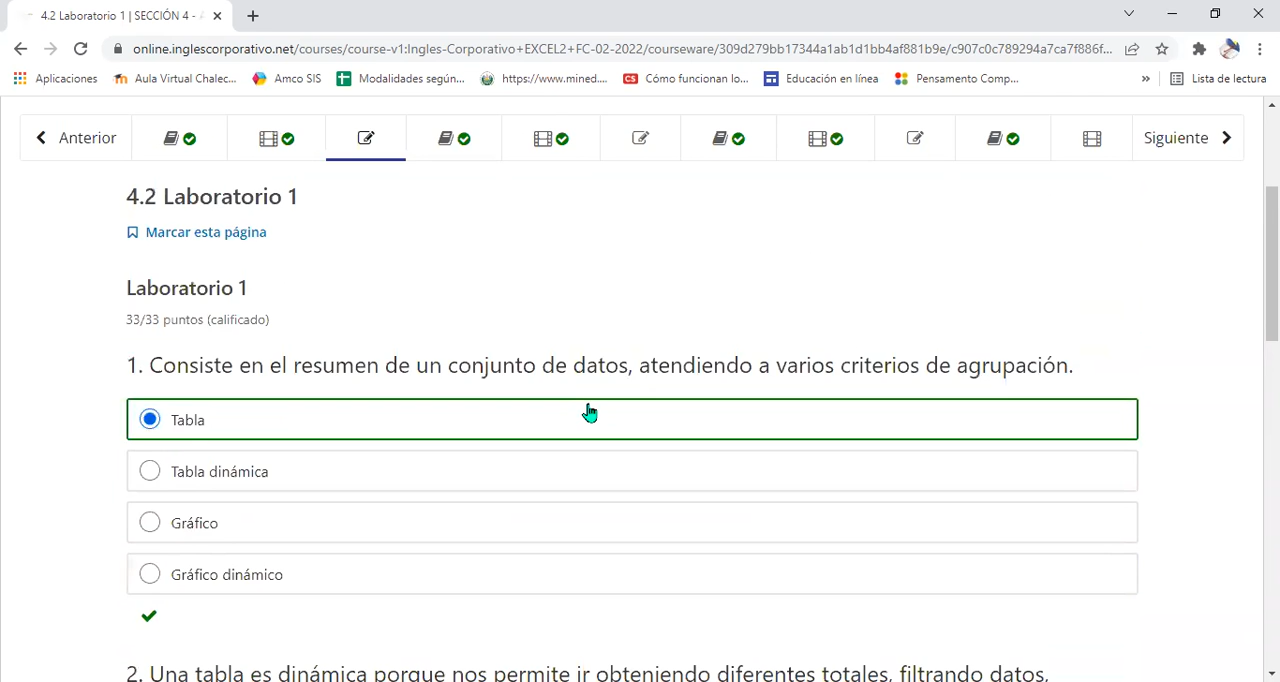 4.2 Laboratorio 1 | SECCIÓN 4 -
online.inglescorporativo.net/courses/course-v1:Ingles-Corporativo+EXCEL2+FC-02-2022/courseware/309d279bb17344a1ab1d1bb4af881b9e/c907c0c789294a7ca7f886f...
Aplicaciones Aula Virtual Chalec... Amco SIS Modalidades según... https://www.mined... CS Cómo funciona lo... Educación en línea Pensamento Comp... » Lista de lectura
Anterior Siguiente
4.2 Laboratorio 1
Marcar esta página
Laboratorio 1
33/33 puntos (calificado)
1. Consiste en el resumen de un conjunto de datos, atendiendo a varios criterios de agrupación.
Tabla
Tabla dinámica
Gráfico
Gráfico dinámico
2. Una tabla es dinámica porque nos permite ir obteniendo diferentes totales, filtrando datos,